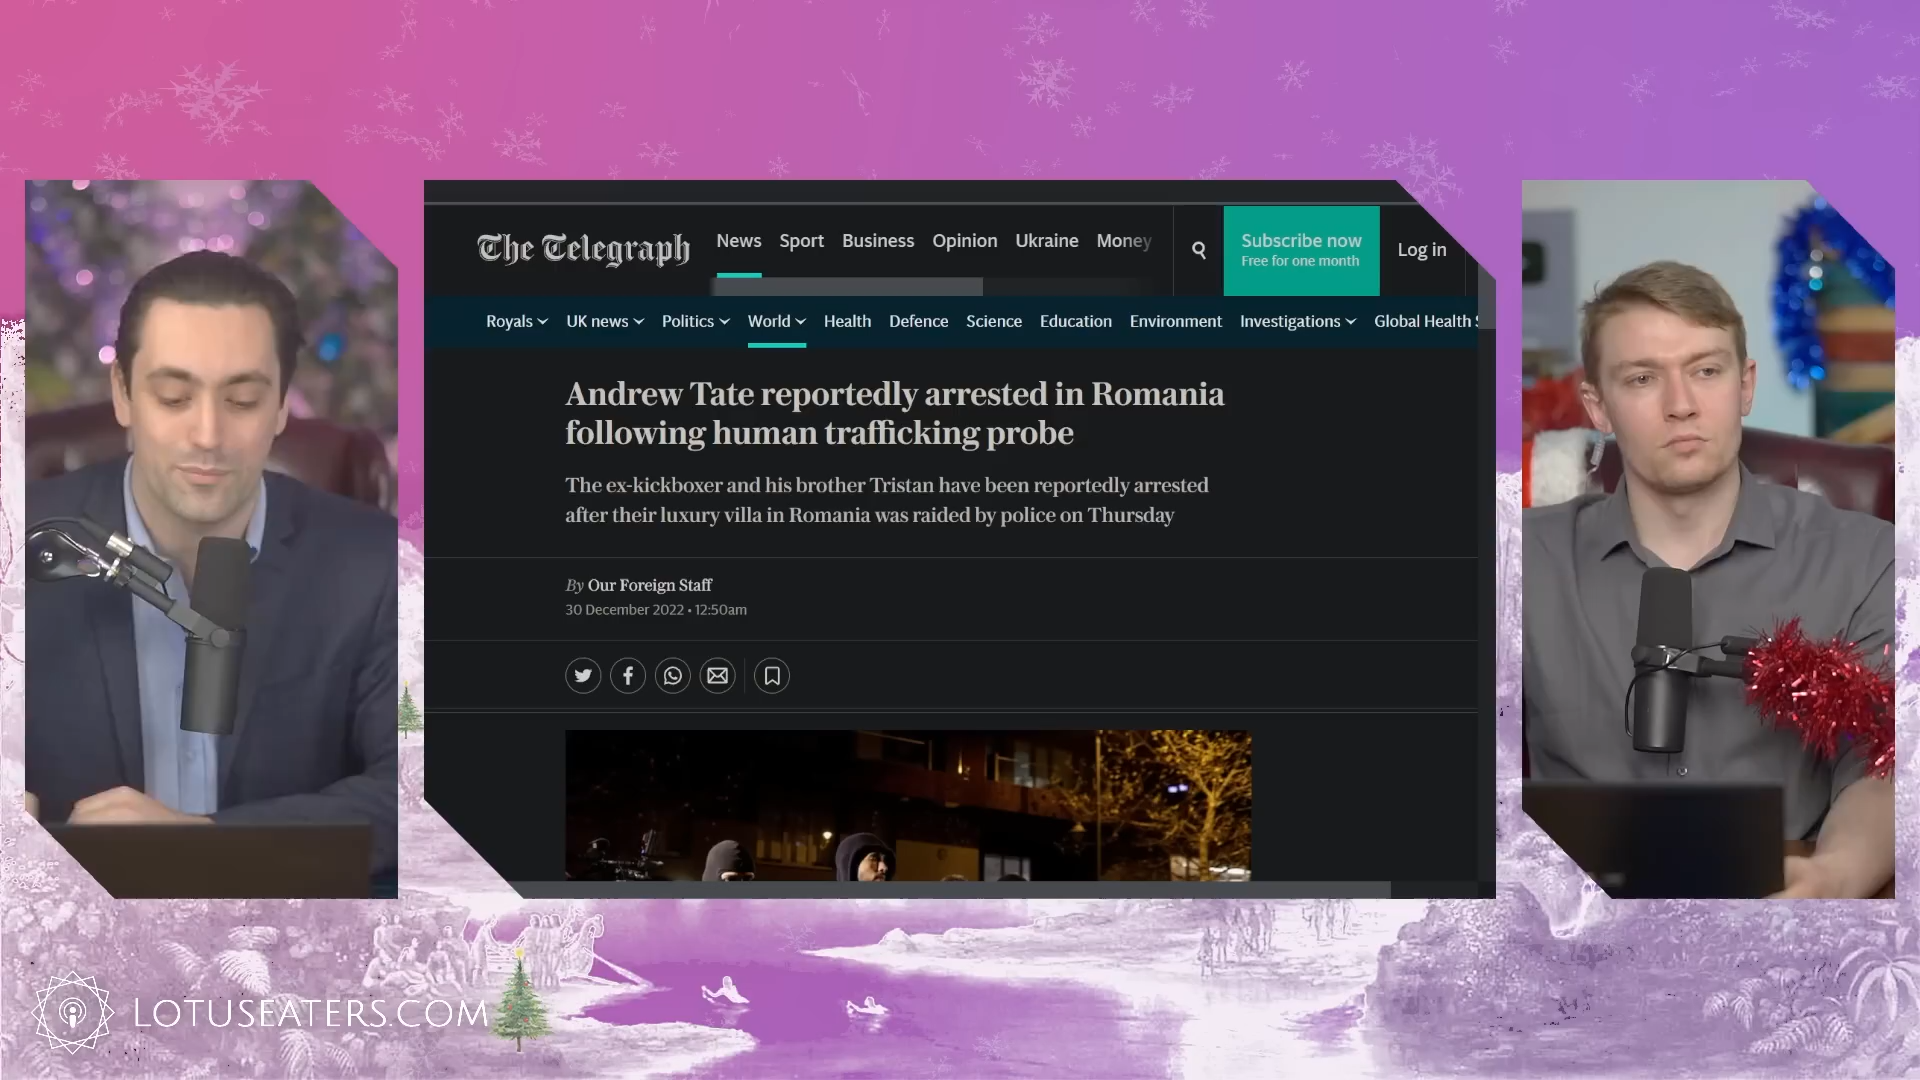 The Telegraph
News Sport Business Opinion Ukraine Money
Subscribe now
Free for one month
Log in
Royals UK news Politics World Health Defence Science Education Environment Investigations Global Health
Andrew Tate reportedly arrested in Romania
following human trafficking probe
The ex-kickboxer and his brother Tristan have been reportedly arrested
after their luxury villa in Romania was raided by police on Thursday
By Our Foreign Staff
30 December 2022 • 12:50am
LOTUSEATERS.COM